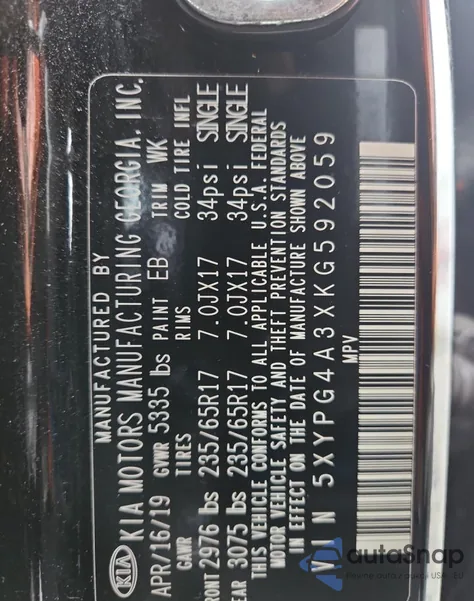 MANUFACTURED BY
KIA KIA MOTORS MANUFACTURING GEORGIA, INC.
APR/16/19 GVWR 5335 lbs PAINT EB TRIM WK
GAWR TIRES RIMS COLD TIRE INFL
RONT 2976 lbs 235/65R17 7.0JX17 34psi SINGLE
EAR 3075 lbs 235/65R17 7.0JX17 34psi SINGLE
THIS VEHICLE CONFORMS TO ALL APPLICABLE U.S.A. FEDERAL
MOTOR VEHICLE SAFETY AND THEFT PREVENTION STANDARDS
IN EFFECT ON THE DATE OF MANUFACTURE SHOWN ABOVE
VIN 5XYPG4A3XKG592059
MPV
autoSnap